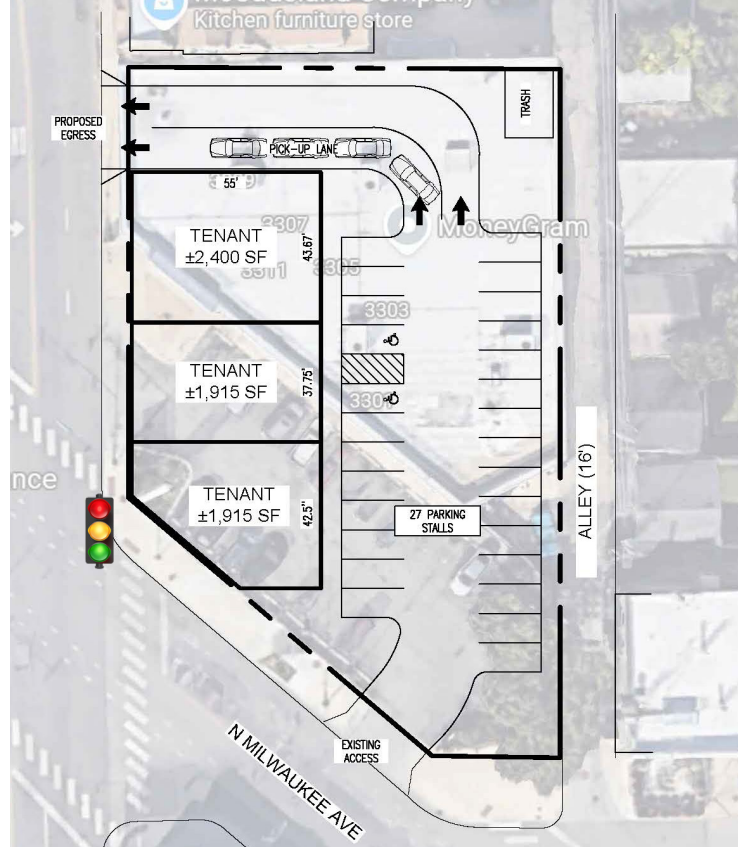 Kitchen furniture store
TRASH
PROPOSED
EGRESS
PICK-UP LANE
55'
3307
MoneyGram
TENANT
±2,400 SF
43.67'
3311
3305
3303
TENANT
±1,915 SF
37.75'
nce
TENANT
±1,915 SF
42.5"
27 PARKING
STALLS
ALLEY (16')
EXISTING
ACCESS
N MILWAUKEE AVE